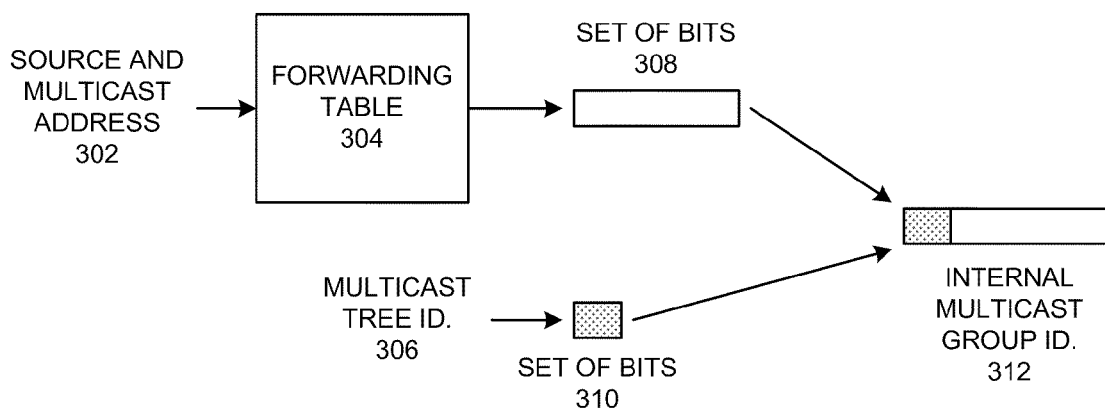 SOURCE AND
MULTICAST
ADDRESS
302
FORWARDING
TABLE
304
SET OF BITS
308
MULTICAST
TREE ID.
306
SET OF BITS
310
INTERNAL
MULTICAST
GROUP ID.
312